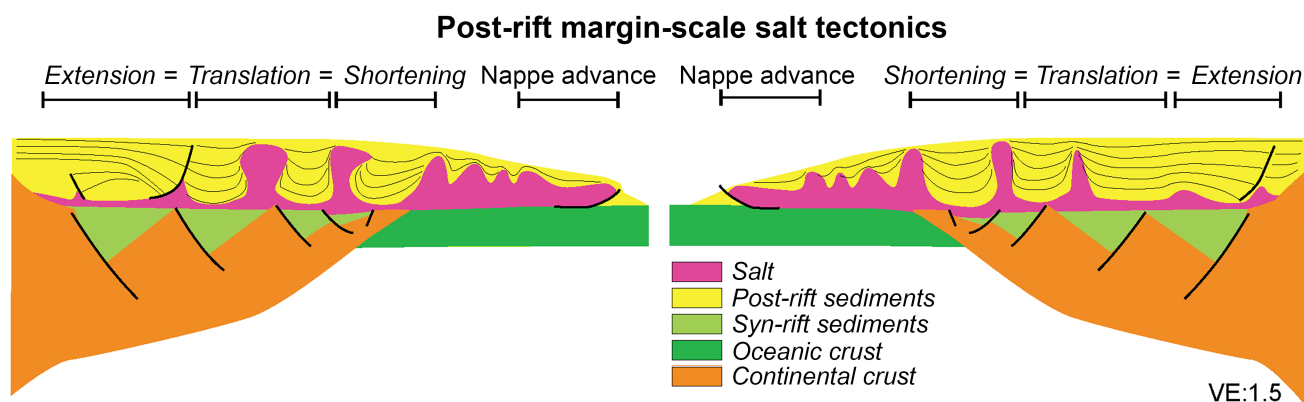 Post-rift margin-scale salt tectonics
Extension = Translation = Shortening Nappe advance Nappe advance Shortening = Translation = Extension
Salt
Post-rift sediments
Syn-rift sediments
Oceanic crust
Continental crust
VE:1.5